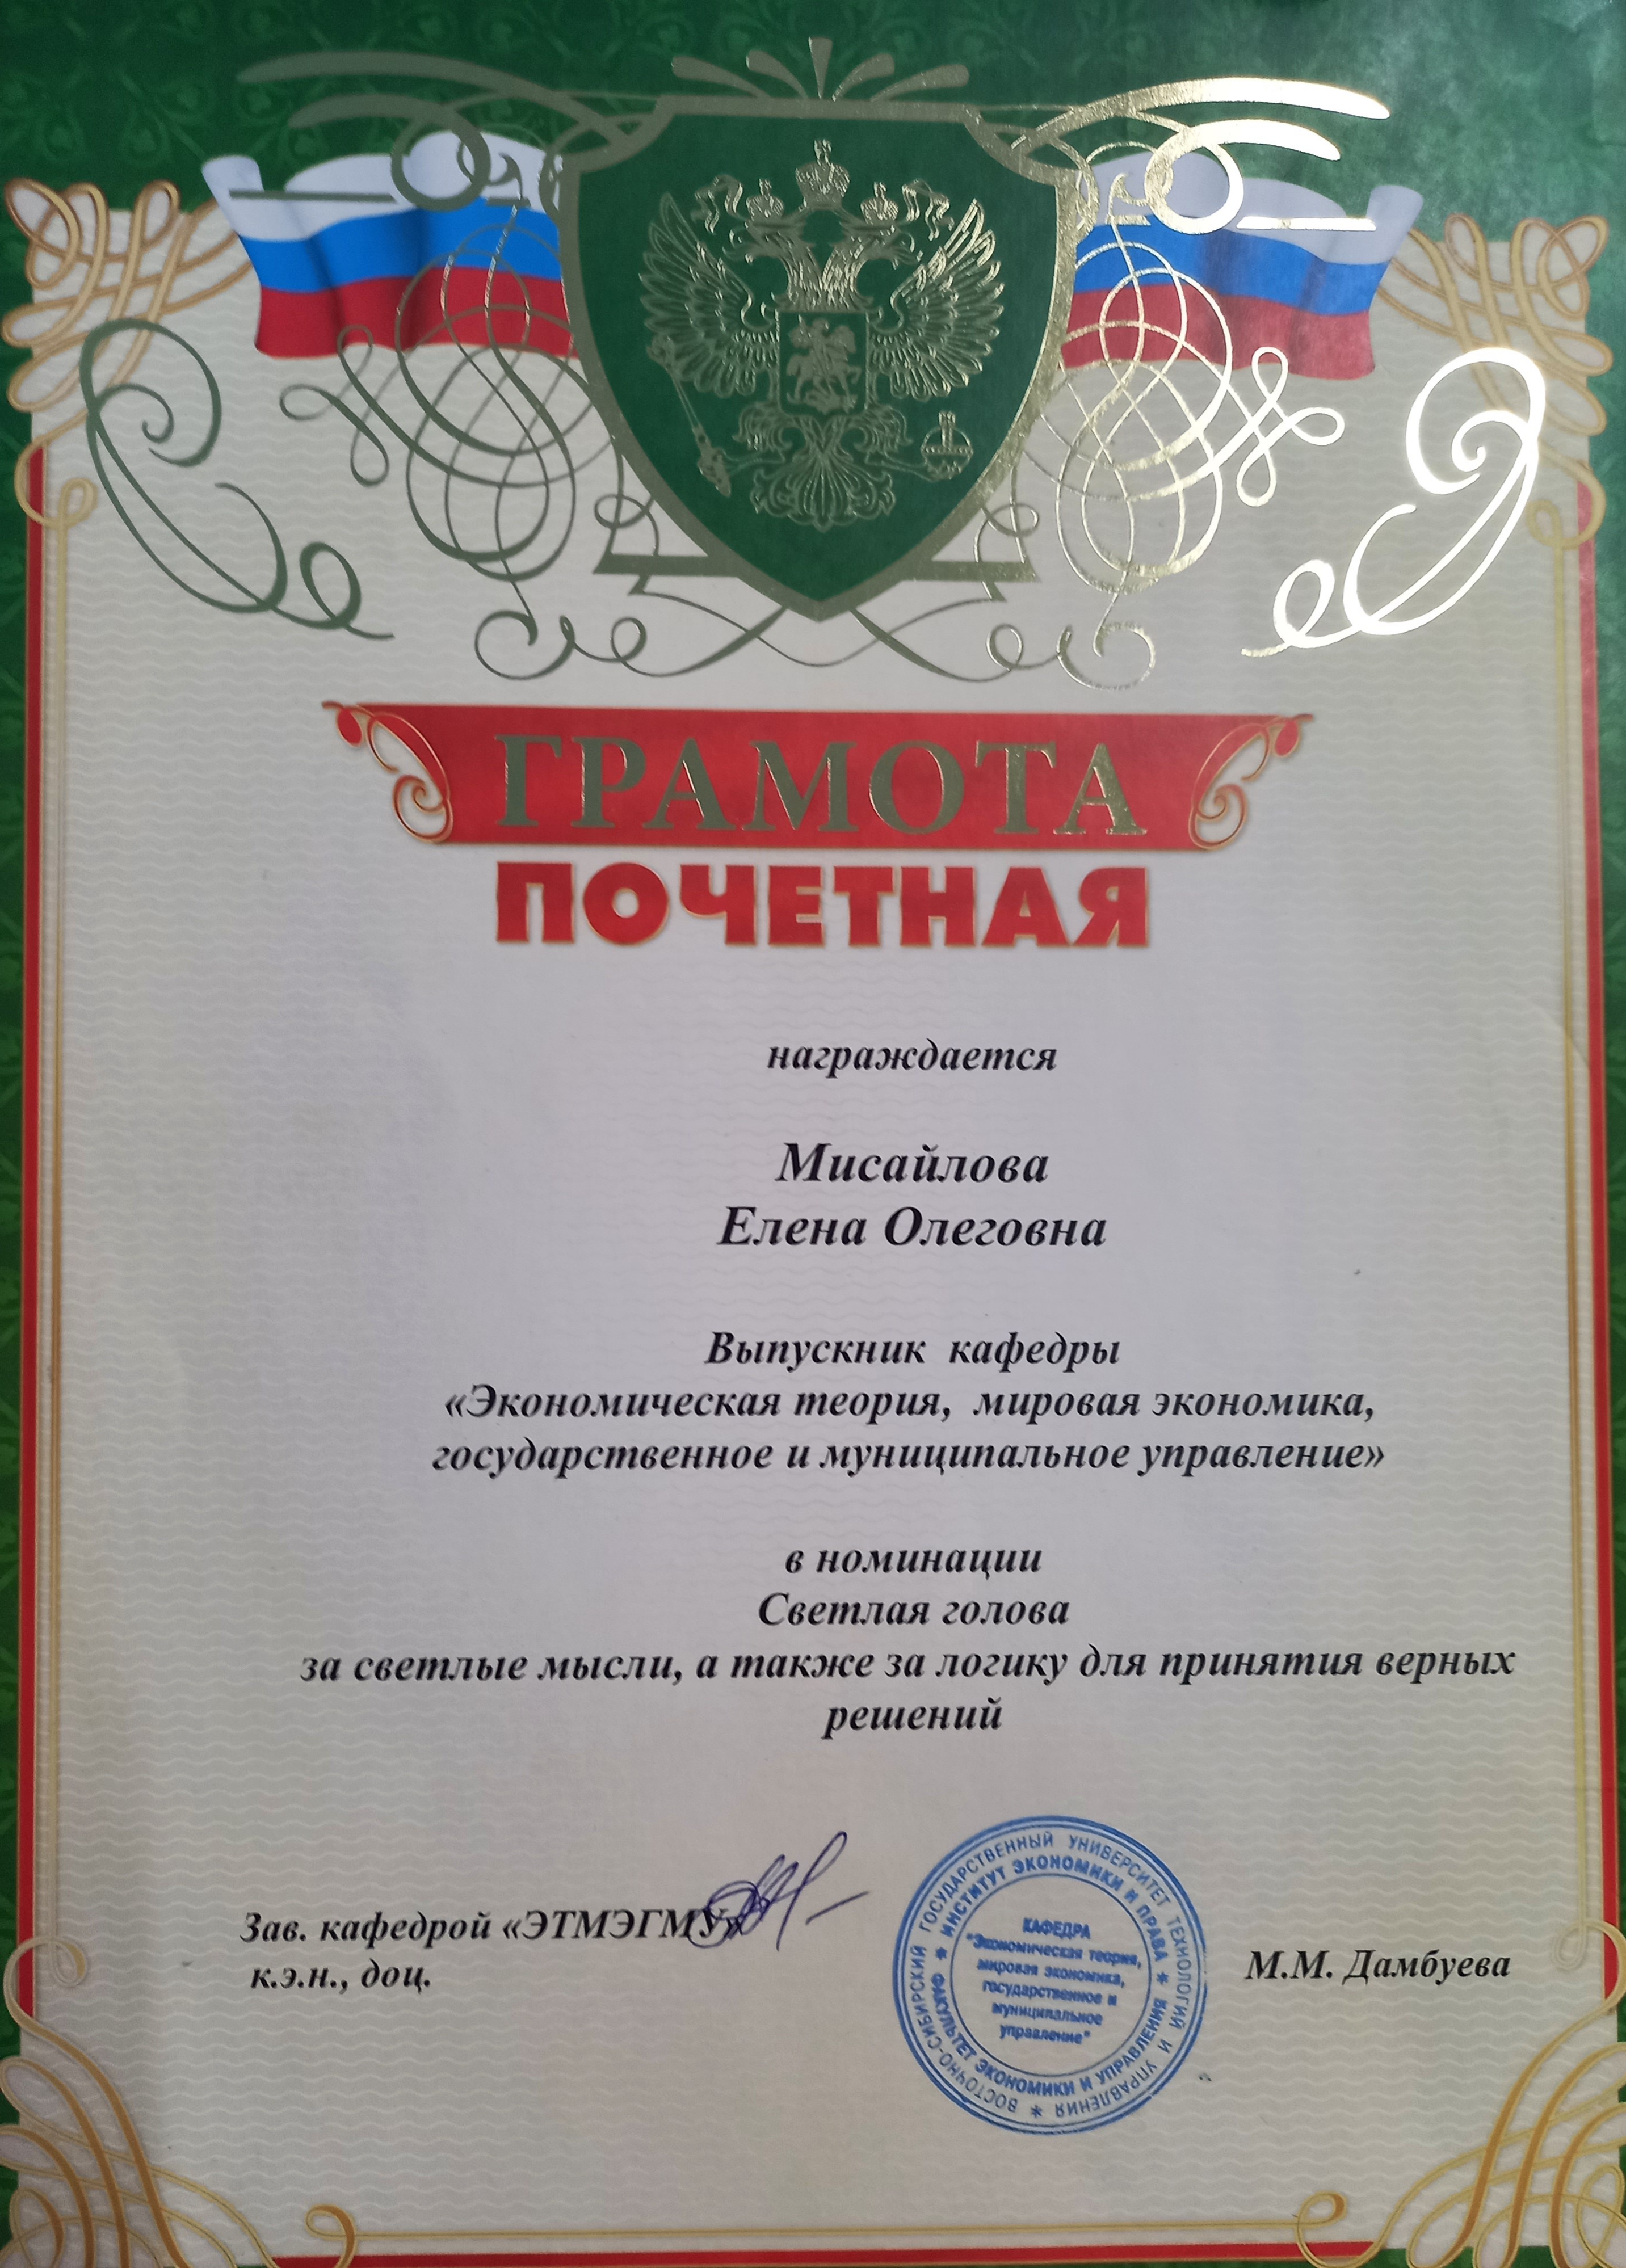 ГРАМОТА
ПОЧЕТНАЯ
награждается
Мисайлова
Елена Олеговна
Выпускник кафедры
«Экономическая теория, мировая экономика,
государственное и муниципальное управление»
в номинации
Светлая голова
за светлые мысли, а также за логику для принятия верных
решений
Зав. кафедрой «ЭТМЭГМУ»
к.э.н., доц.
ВОСТОЧНО-СИБИРСКИЙ ГОСУДАРСТВЕННЫЙ УНИВЕРСИТЕТ ТЕХНОЛОГИЙ И УПРАВЛЕНИЯ
ИНСТИТУТ ЭКОНОМИКИ И ПРАВА
ФАКУЛЬТЕТ ЭКОНОМИКИ И УПРАВЛЕНИЯ
КАФЕДРА
"Экономическая теория,
мировая экономика,
государственное и
муниципальное
управление"
М.М. Дамбуева